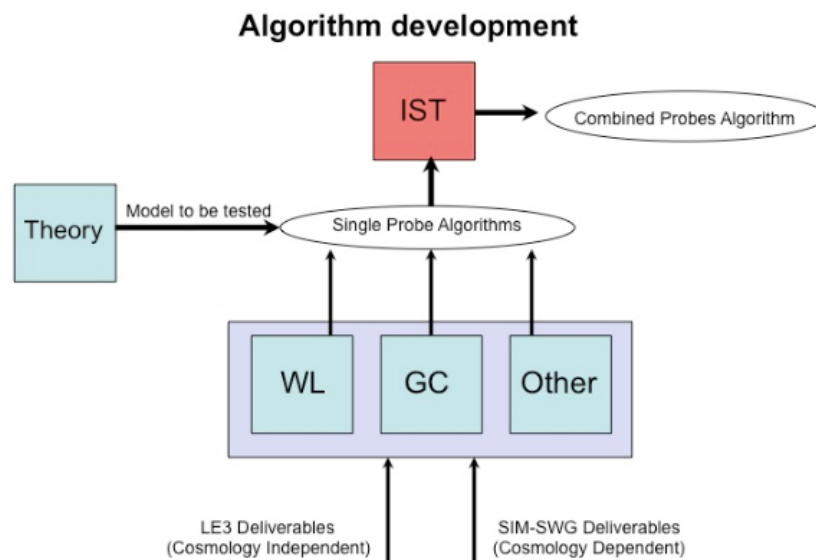 Algorithm development
IST
Combined Probes Algorithm
Model to be tested
Theory
Single Probe Algorithms
WL
GC
Other
LE3 Deliverables
(Cosmology Independent)
SIM-SWG Deliverables
(Cosmology Dependent)